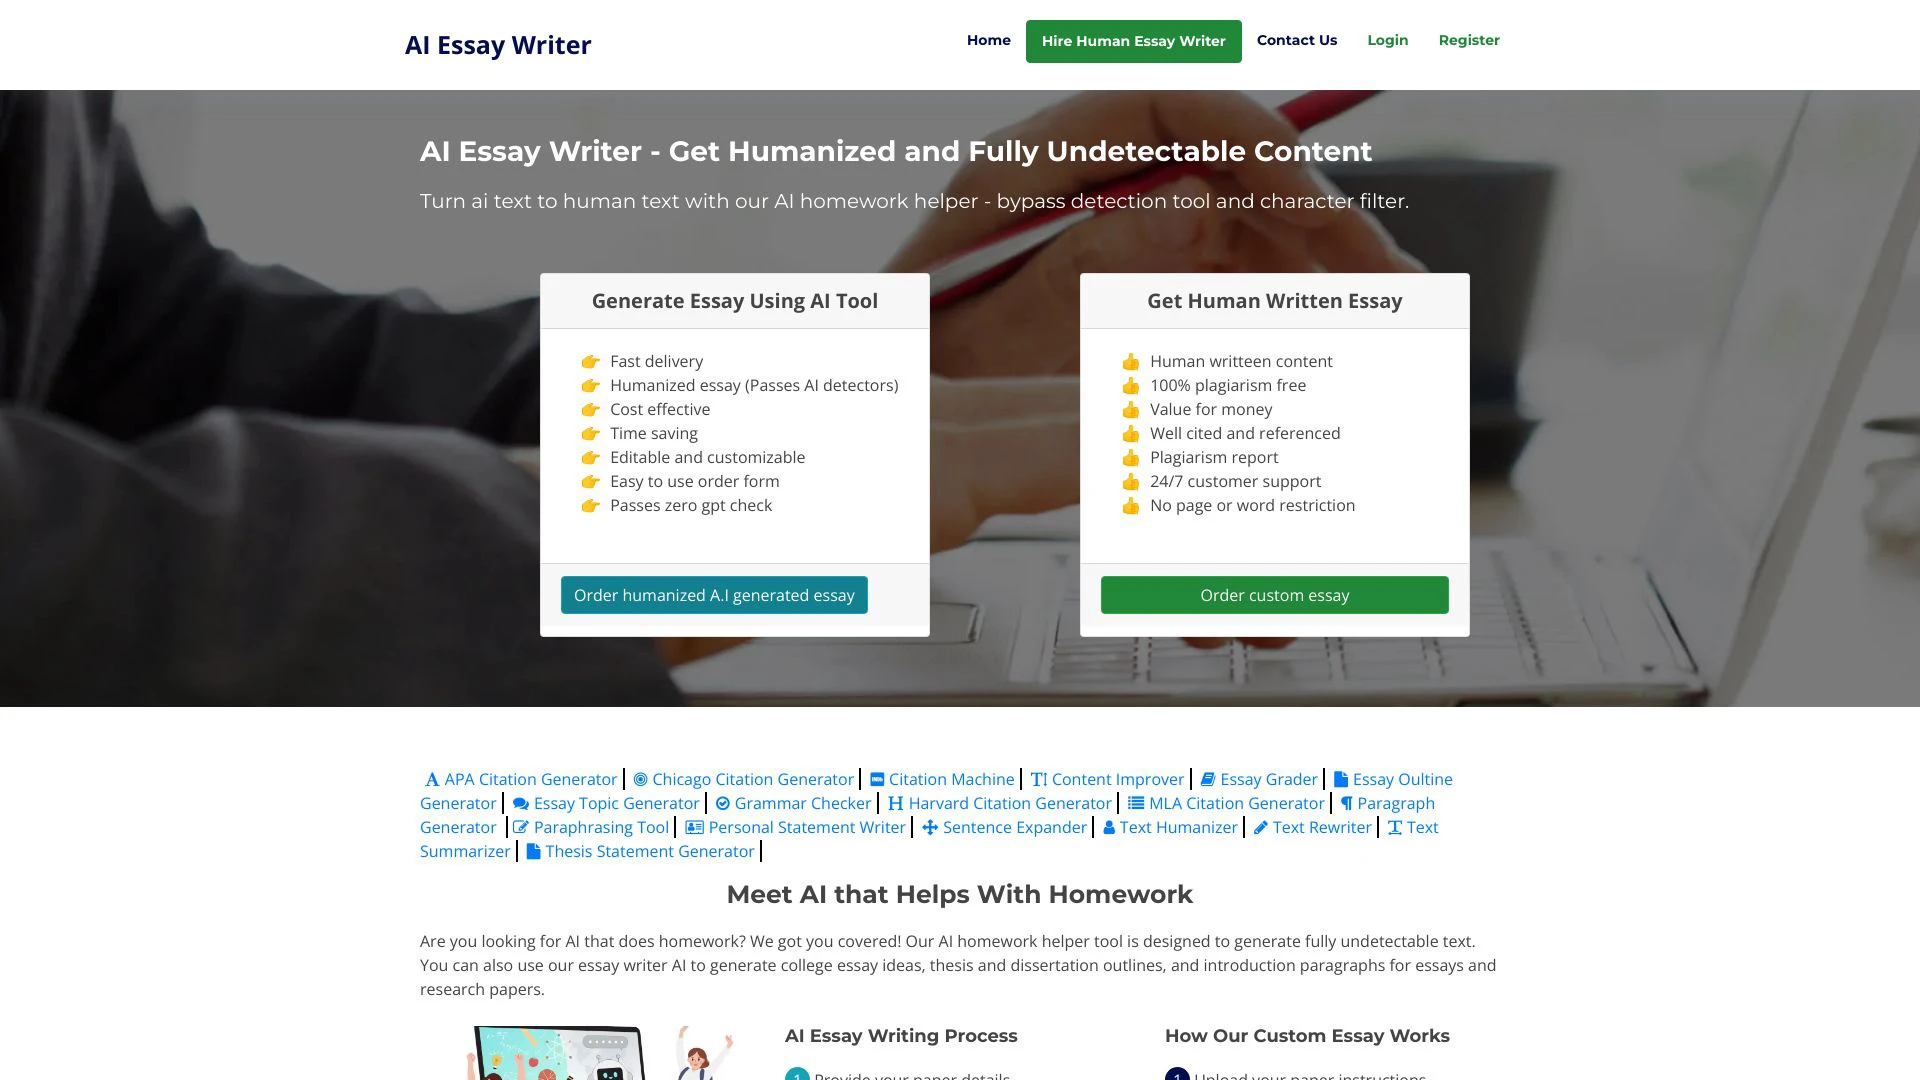 AI Essay Writer
Home
Hire Human Essay Writer
Contact Us
Login
Register
AI Essay Writer - Get Humanized and Fully Undetectable Content
Turn ai text to human text with our AI homework helper - bypass detection tool and character filter.
Generate Essay Using AI Tool
Fast delivery
Humanized essay (Passes AI detectors)
Cost effective
Time saving
Editable and customizable
Easy to use order form
Passes zero gpt check
Order humanized A.I generated essay
Get Human Written Essay
Human writteen content
100% plagiarism free
Value for money
Well cited and referenced
Plagiarism report
24/7 customer support
No page or word restriction
Order custom essay
APA Citation Generator | Chicago Citation Generator | Citation Machine | Content Improver | Essay Grader | Essay Oultine
Generator | Essay Topic Generator | Grammar Checker | Harvard Citation Generator | MLA Citation Generator | Paragraph
Generator | Paraphrasing Tool | Personal Statement Writer | Sentence Expander | Text Humanizer | Text Rewriter | Text
Summarizer | Thesis Statement Generator |
Meet AI that Helps With Homework
Are you looking for AI that does homework? We got you covered! Our AI homework helper tool is designed to generate fully undetectable text.
You can also use our essay writer AI to generate college essay ideas, thesis and dissertation outlines, and introduction paragraphs for essays and
research papers.
AI Essay Writing Process
1 Provide your paper details
How Our Custom Essay Works
1 Upload your paper instructions